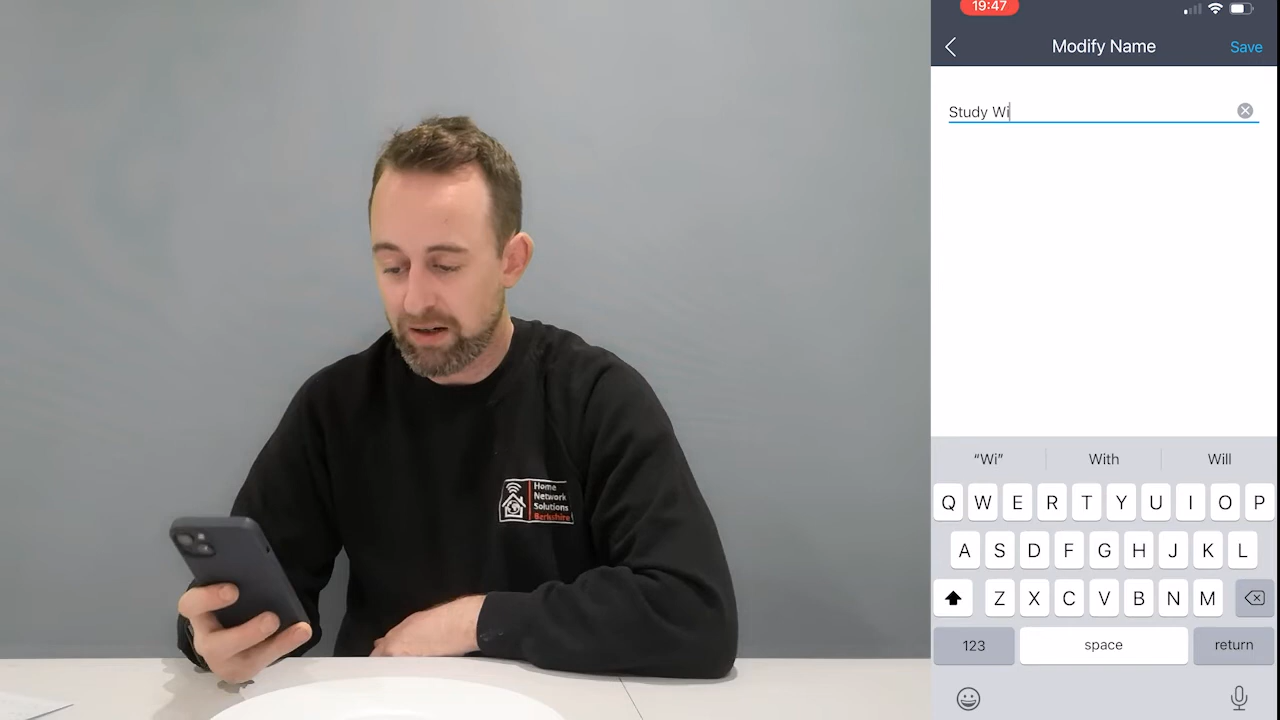 19:47
Modify Name
Save
Study Wi
"Wi"
With
Will
Q W E R T Y U I O P
A S D F G H J K L
Z X C V B N M
123
space
return
Home
Network
Solutions
Berkshire